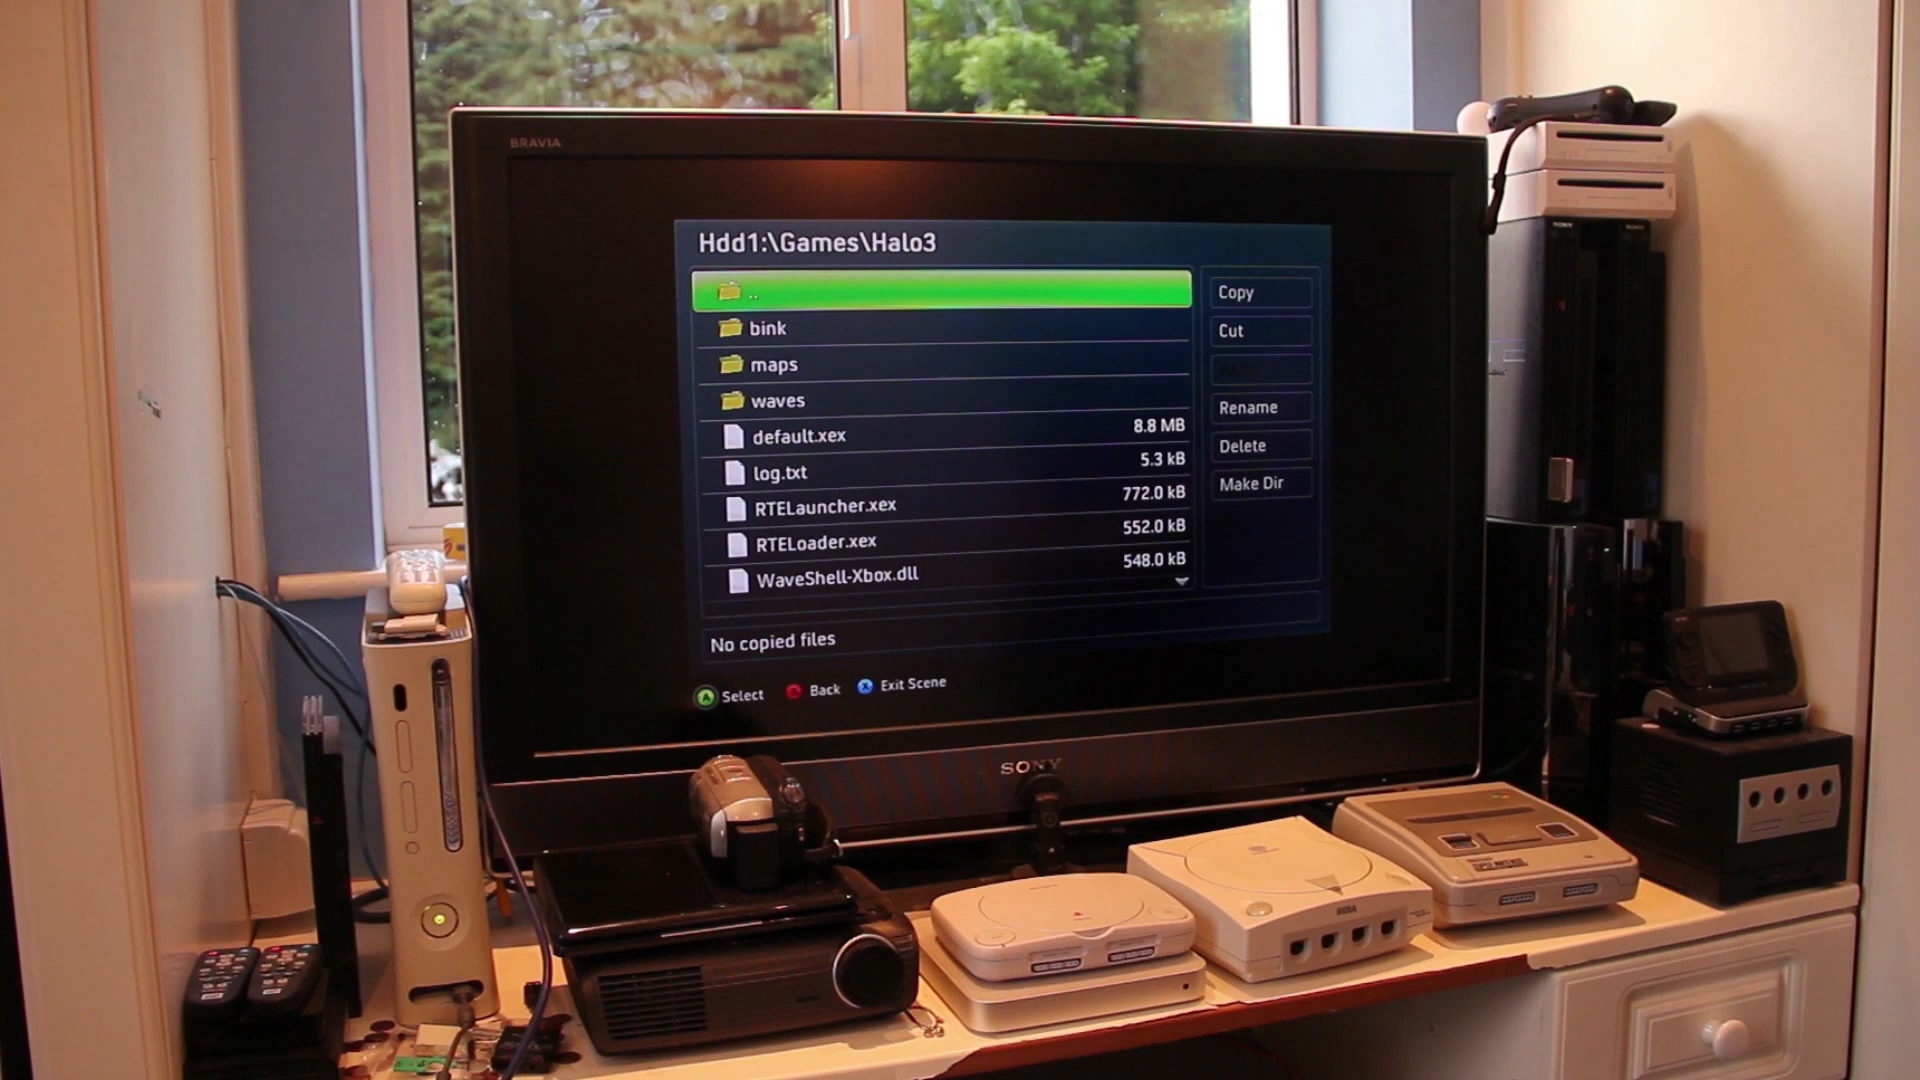 BRAVIA
Hdd1:\Games\Halo3
..
bink
maps
waves
default.xex 8.8 MB
log.txt 5.3 kB
RTELauncher.xex 772.0 kB
RTELoader.xex 552.0 kB
WaveShell-Xbox.dll 548.0 kB
Copy
Cut
Rename
Delete
Make Dir
No copied files
A Select
Back
X Exit Scene
SONY
SONY
SONY
SEGA